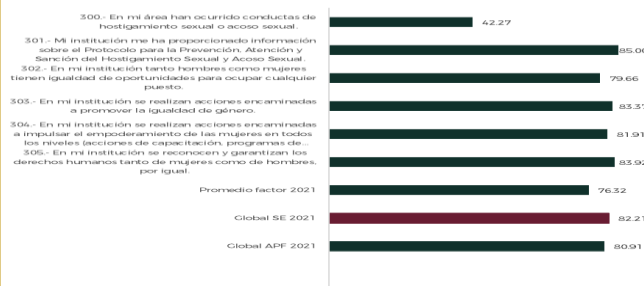 300.- En mi área han ocurrido conductas de
hostigamiento sexual o acoso sexual.
42.27
301.- Mi institución me ha proporcionado información
sobre el Protocolo para la Prevención, Atención y
Sanción del Hostigamiento Sexual y Acoso Sexual.
85.00
302.- En mi institución tanto hombres como mujeres
tienen igualdad de oportunidades para ocupar cualquier
puesto.
79.66
303.- En mi institución se realizan acciones encaminadas
a promover la igualdad de género.
83.37
304.- En mi institución se realizan acciones encaminadas
a impulsar el empoderamiento de las mujeres en todos
los niveles (acciones de capacitación, programas de...
81.91
305.- En mi institución se reconocen y garantizan los
derechos humanos tanto de mujeres como de hombres,
por igual.
83.92
Promedio factor 2021
76.32
Global SE 2021
82.21
Global APF 2021
80.91